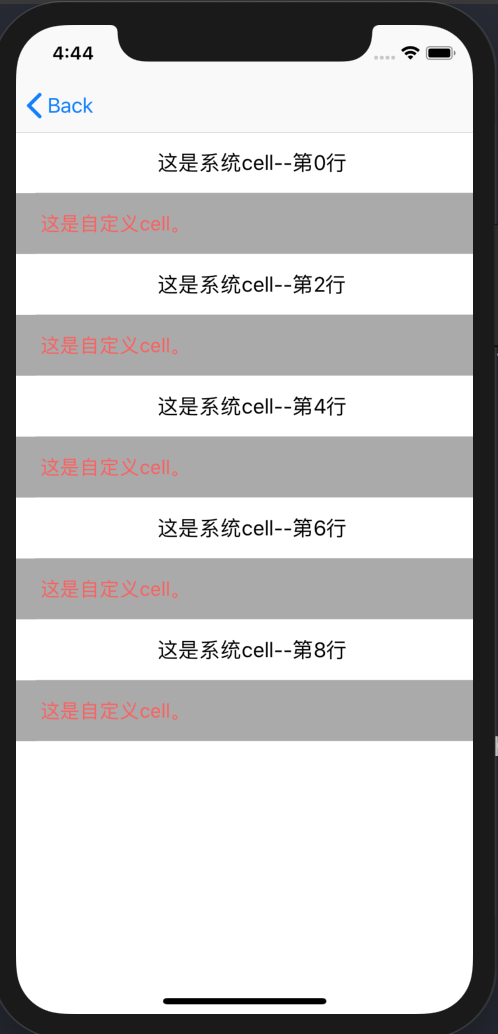 4:44
Back
这是系统cell--第0行
这是自定义cell。
这是系统cell--第2行
这是自定义cell。
这是系统cell--第4行
这是自定义cell。
这是系统cell--第6行
这是自定义cell。
这是系统cell--第8行
这是自定义cell。